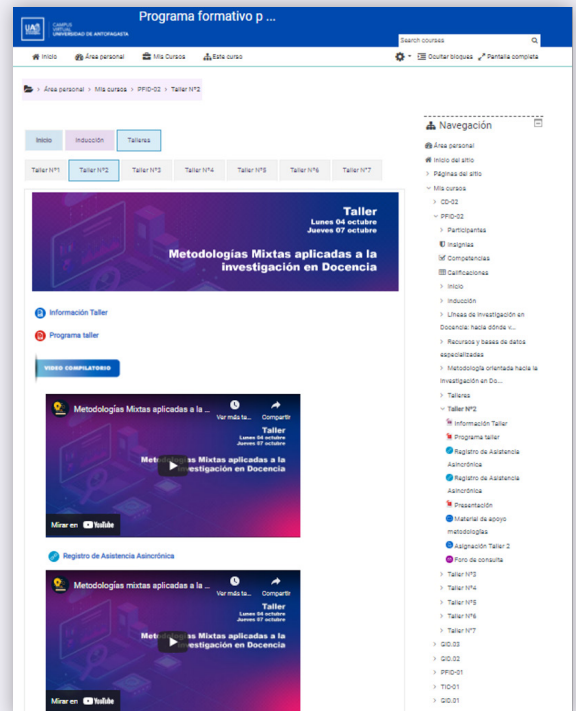 Programa formativo p ...
UA
CAMPUS
VIRTUAL
UNIVERSIDAD DE ANTOFAGASTA
Search courses
Inicio
Área personal
Mis Cursos
Este curso
Ocultar bloques
Pantalla completa
> Área personal > Mis cursos > PFID-02 > Taller N°2
Inicio
Inducción
Talleres
Taller N°1
Taller N°2
Taller N°3
Taller N°4
Taller N°5
Taller N°6
Taller N°7
Taller
Lunes 04 octubre
Jueves 07 octubre
Metodologías Mixtas aplicadas a la
investigación en Docencia
Información Taller
Programa taller
VIDEO COMPILATORIO
Metodologías Mixtas aplicadas a la ...
Ver más ta...
Compartir
Taller
Lunes 04 octubre
Jueves 07 octubre
Metodologías Mixtas aplicadas a la
investigación en Docencia
Mirar en YouTube
Registro de Asistencia Asincrónica
Metodologías mixtas aplicadas a la ...
Ver más ta...
Compartir
Taller
Lunes 04 octubre
Jueves 07 octubre
Metodologías Mixtas aplicadas a la
investigación en Docencia
Mirar en YouTube
Navegación
Área personal
Inicio del sitio
> Páginas del sitio
Mis cursos
> CD-02
PFID-02
> Participantes
Insignias
Competencias
Calificaciones
> Inicio
> Inducción
> Líneas de Investigación en
Docencia: hacia dónde v...
> Recursos y bases de datos
especializadas
> Metodología orientada hacia la
Investigación en Do...
> Talleres
Taller N°2
Información Taller
Programa taller
Registro de Asistencia
Asincrónica
Registro de Asistencia
Asincrónica
Presentación
Material de apoyo
metodologías
Asignación Taller 2
Foro de consulta
> Taller N°3
> Taller N°4
> Taller N°5
> Taller N°6
> Taller N°7
> GID.03
> GID.02
> PFID-01
> TID-01
> GID.01